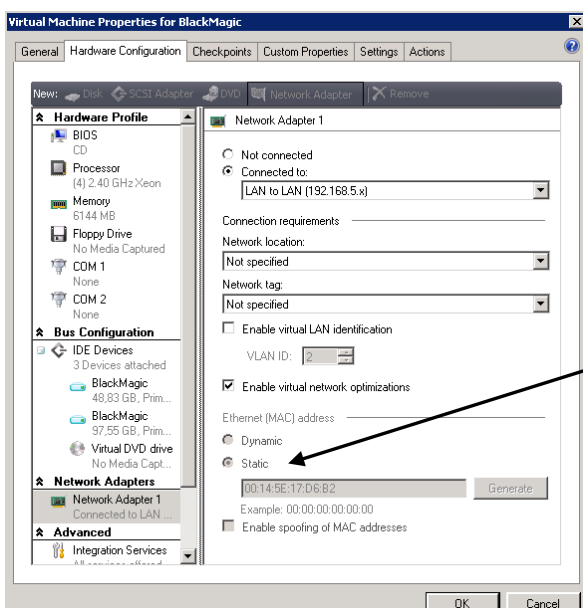 Virtual Machine Properties for BlackMagic
General Hardware Configuration Checkpoints Custom Properties Settings Actions
New: Disk SCSI Adapter DVD Network Adapter Remove
Hardware Profile
BIOS
CD
Processor
(4) 2.40 GHz Xeon
Memory
6144 MB
Floppy Drive
No Media Captured
COM 1
None
COM 2
None
Bus Configuration
IDE Devices
3 Devices attached
BlackMagic
48,83 GB, Prim...
BlackMagic
97,55 GB, Prim...
Virtual DVD drive
No Media Capt...
Network Adapters
Network Adapter 1
Connected to LAN ...
Advanced
Integration Services
Network Adapter 1
Not connected
Connected to:
LAN to LAN (192.168.5.x)
Connection requirements
Network location:
Not specified
Network tag:
Not specified
Enable virtual LAN identification
VLAN ID: 2
Enable virtual network optimizations
Ethernet (MAC) address
Dynamic
Static
00:14:5E:17:D6:B2 Generate
Example: 00:00:00:00:00:00
Enable spoofing of MAC addresses
OK Cancel